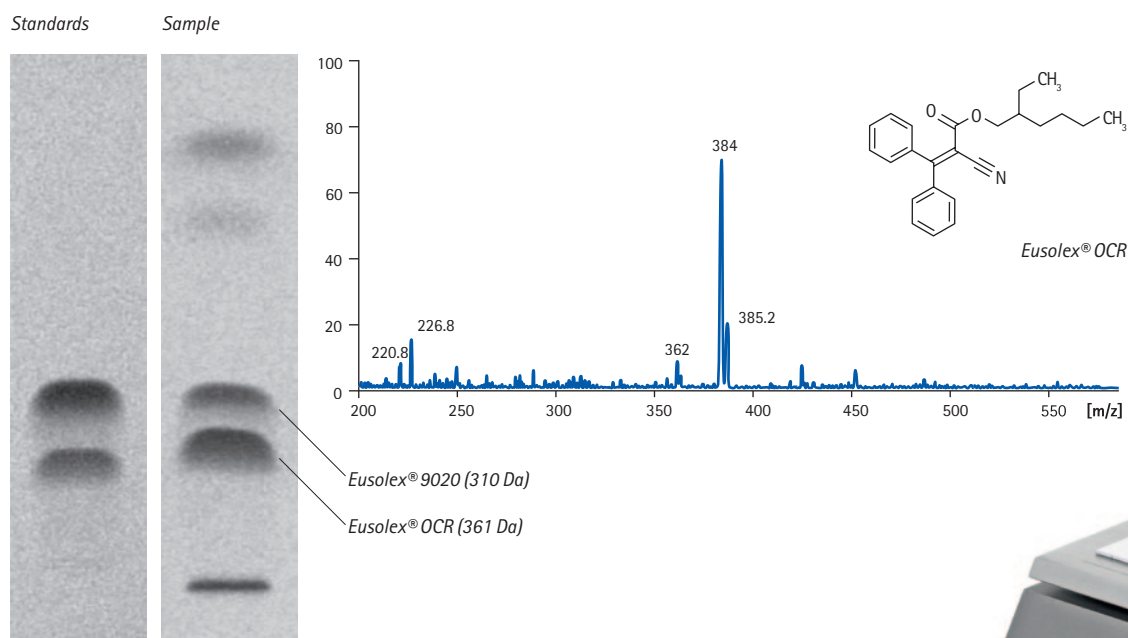 Standards
Sample
100
80
60
40
20
0
200
250
300
350
400
450
500
550
[m/z]
220.8
226.8
362
384
385.2
CH3
O
O
CH3
N
Eusolex® OCR
Eusolex® 9020 (310 Da)
Eusolex® OCR (361 Da)